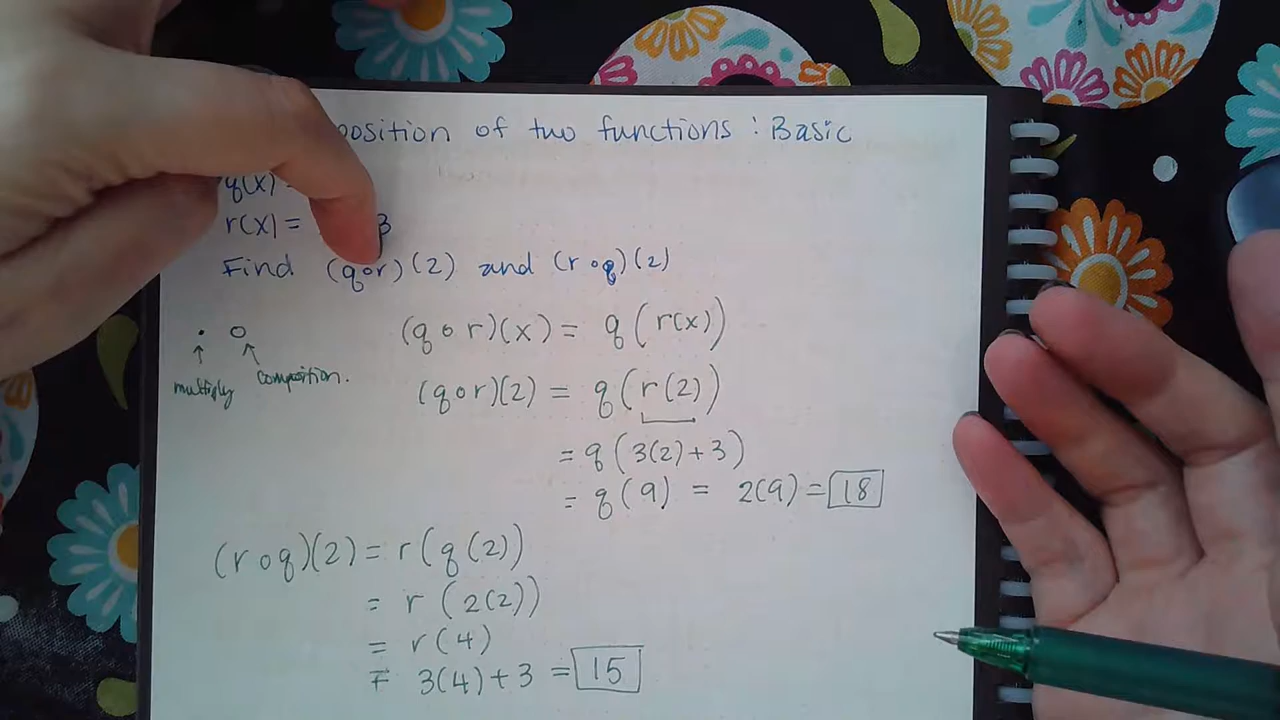 position of two functions : Basic
q(x)
r(x) = 3
Find (q∘r)(2) and (r∘q)(2)
· ∘
multiply composition.
(q∘r)(x) = q(r(x))
(q∘r)(2) = q(r(2))
= q(3(2)+3)
= q(9) = 2(9) = 18
(r∘q)(2) = r(q(2))
= r(2(2))
= r(4)
= 3(4)+3 = 15